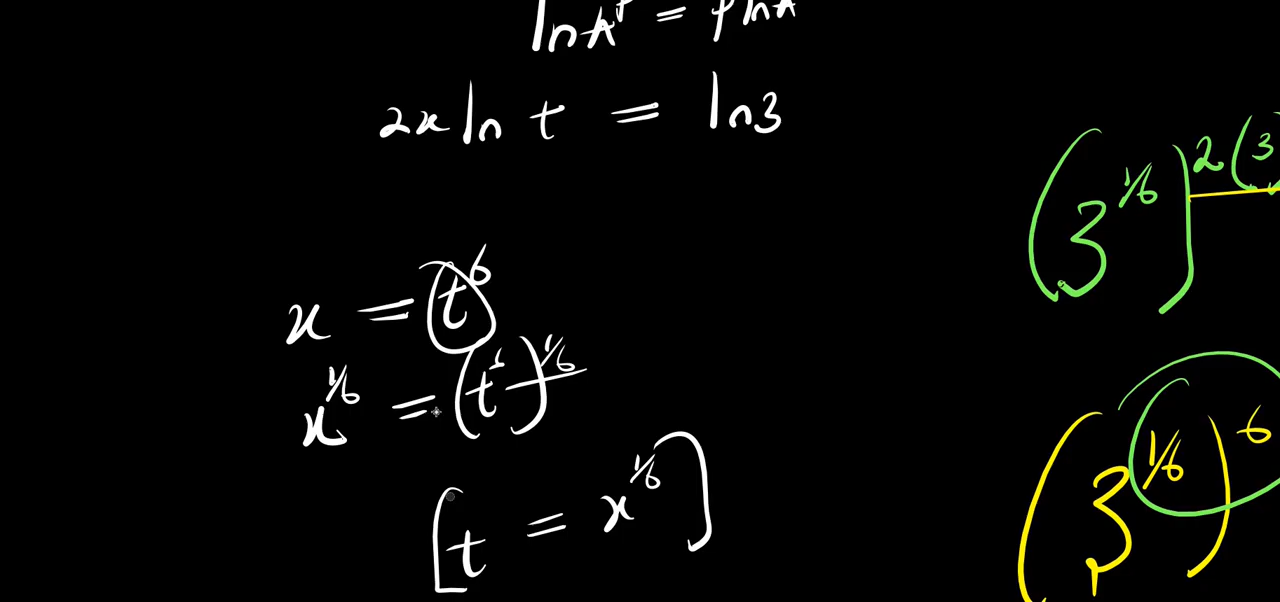 ln A^p = p ln A
2x ln t = ln 3
x = t^6
x^{1/6} = (t^6)^{1/6}
[t = x^{1/6}]
(3^{1/6})^{2(3)}
(3^{1/6})^6